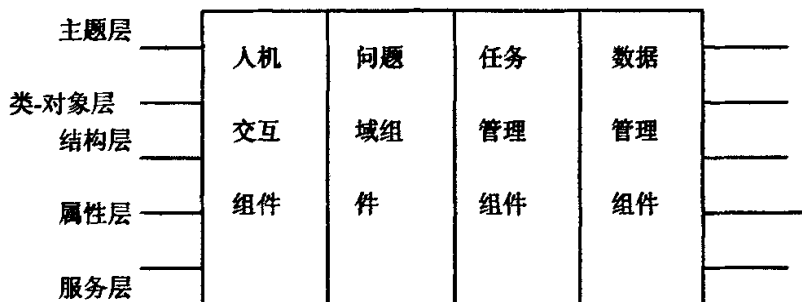 主题层
类-对象层
结构层
属性层
服务层
人机
交互
组件
问题
域组
件
任务
管理
组件
数据
管理
组件